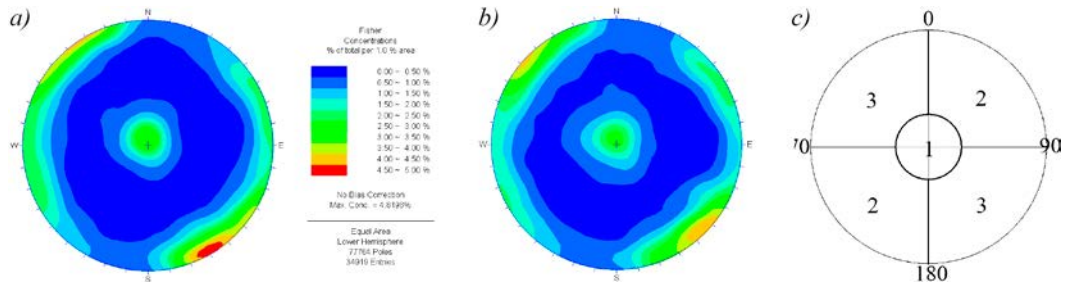 a)
N
W
E
S
Fisher
Concentrations
% of total per 1.0 % area
0.00 ~ 0.50 %
0.50 ~ 1.00 %
1.00 ~ 1.50 %
1.50 ~ 2.00 %
2.00 ~ 2.50 %
2.50 ~ 3.00 %
3.00 ~ 3.50 %
3.50 ~ 4.00 %
4.00 ~ 4.50 %
4.50 ~ 5.00 %
No Bias Correction
Max. Conc. = 4.8198%
Equal Area
Lower Hemisphere
77764 Poles
34919 Entries
b)
N
W
E
S
c)
0
3
2
70
1
90
2
3
180